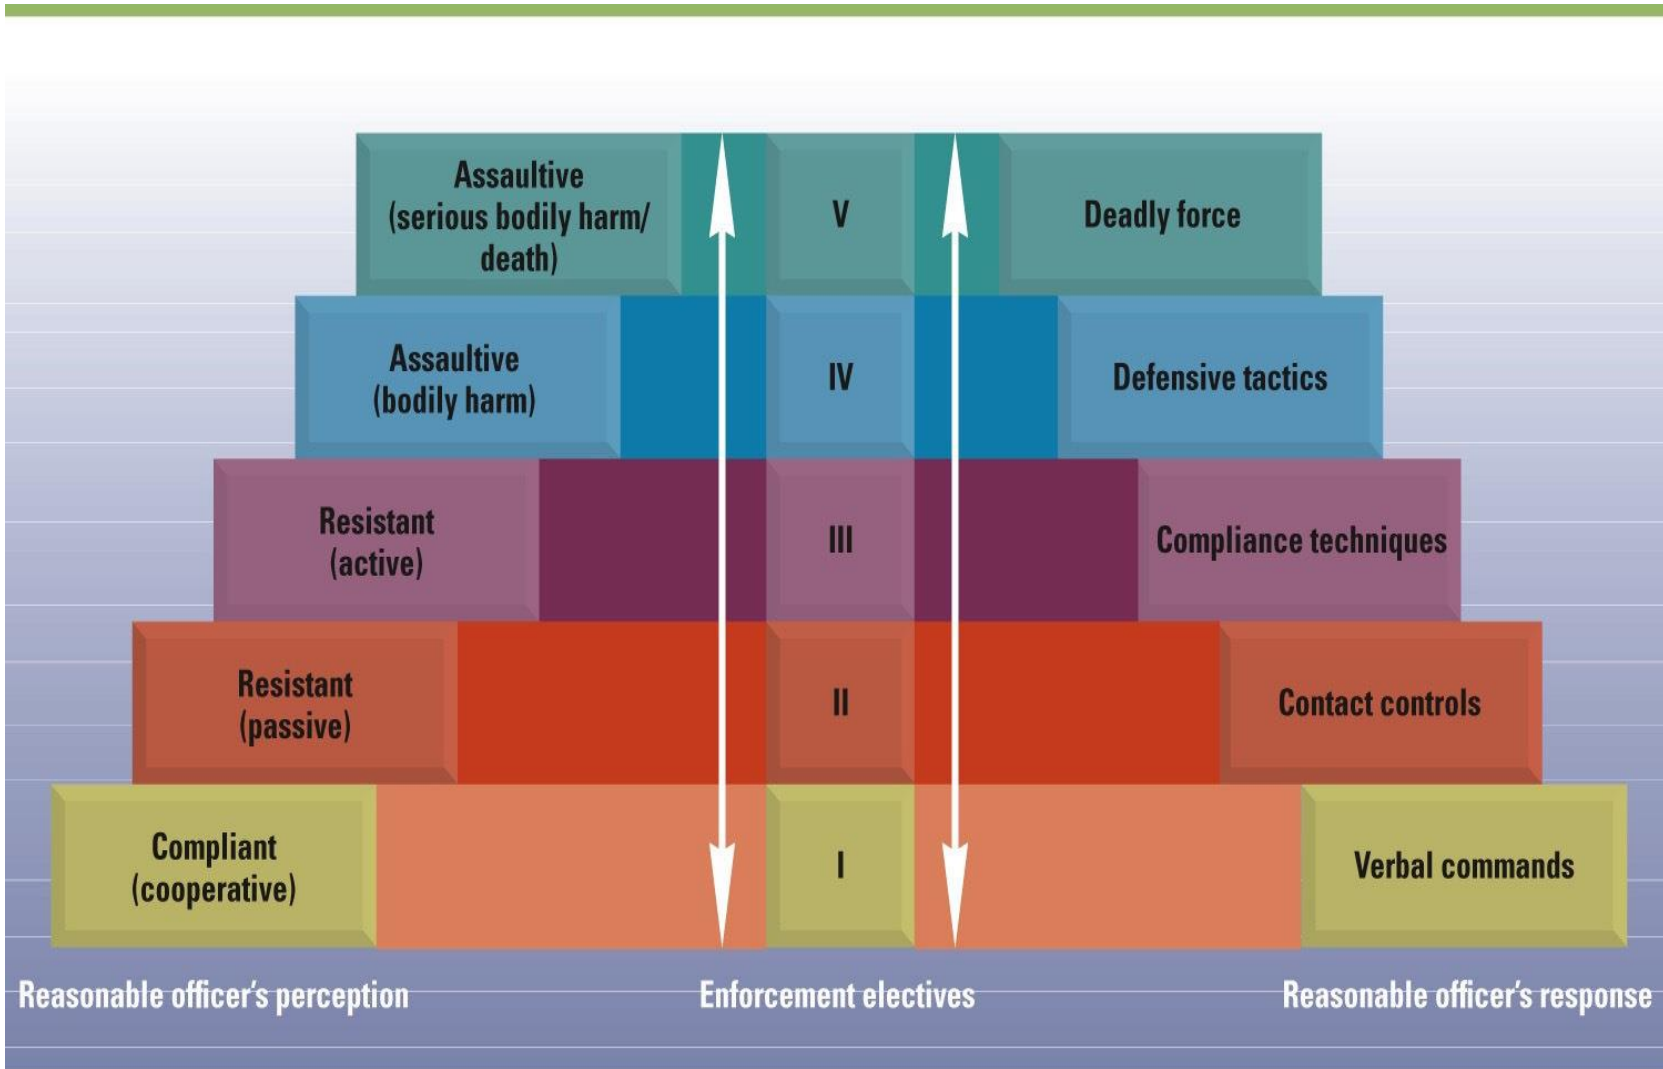 Assaultive
(serious bodily harm/
death)
V
Deadly force
Assaultive
(bodily harm)
IV
Defensive tactics
Resistant
(active)
III
Compliance techniques
Resistant
(passive)
II
Contact controls
Compliant
(cooperative)
I
Verbal commands
Reasonable officer's perception
Enforcement electives
Reasonable officer's response